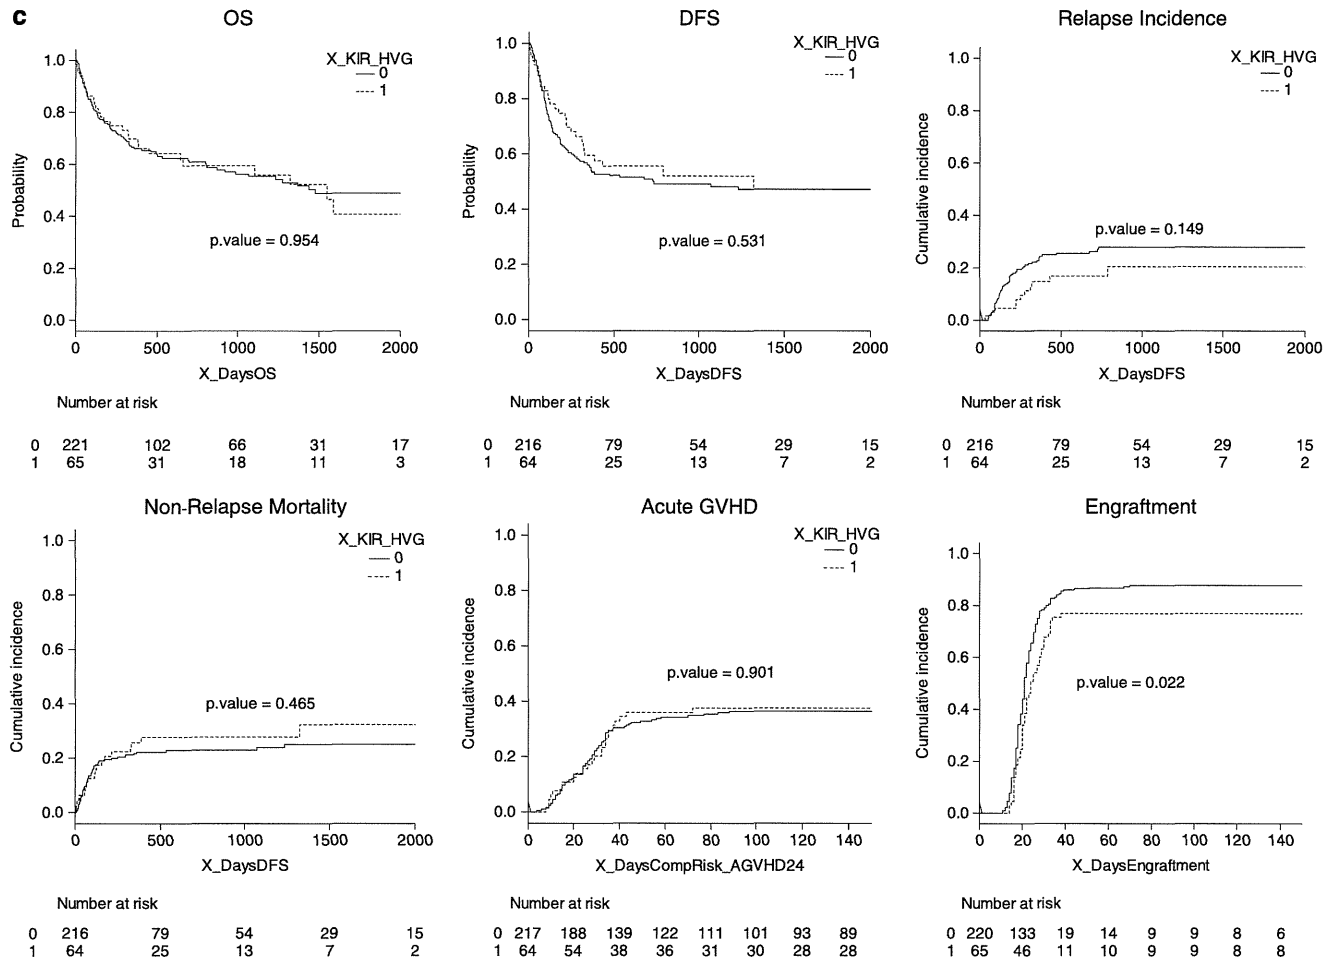 c
OS
X_KIR_HVG
0
1
Probability
1.0
0.8
0.6
0.4
0.2
0.0
p.value = 0.954
0 500 1000 1500 2000
X_DaysOS
Number at risk
0 221 102 66 31 17
1 65 31 18 11 3
DFS
X_KIR_HVG
0
1
Probability
1.0
0.8
0.6
0.4
0.2
0.0
p.value = 0.531
0 500 1000 1500 2000
X_DaysDFS
Number at risk
0 216 79 54 29 15
1 64 25 13 7 2
Relapse Incidence
X_KIR_HVG
0
1
Cumulative incidence
1.0
0.8
0.6
0.4
0.2
0.0
p.value = 0.149
0 500 1000 1500 2000
X_DaysDFS
Number at risk
0 216 79 54 29 15
1 64 25 13 7 2
Non-Relapse Mortality
X_KIR_HVG
0
1
Cumulative incidence
1.0
0.8
0.6
0.4
0.2
0.0
p.value = 0.465
0 500 1000 1500 2000
X_DaysDFS
Number at risk
0 216 79 54 29 15
1 64 25 13 7 2
Acute GVHD
X_KIR_HVG
0
1
Cumulative incidence
1.0
0.8
0.6
0.4
0.2
0.0
p.value = 0.901
0 20 40 60 80 100 120 140
X_DaysCompRisk_AGVHD24
Number at risk
0 217 188 139 122 111 101 93 89
1 64 54 38 36 31 30 28 28
Engraftment
Cumulative incidence
1.0
0.8
0.6
0.4
0.2
0.0
p.value = 0.022
0 20 40 60 80 100 120 140
X_DaysEngraftment
Number at risk
0 220 133 19 14 9 9 8 6
1 65 46 11 10 9 9 8 8